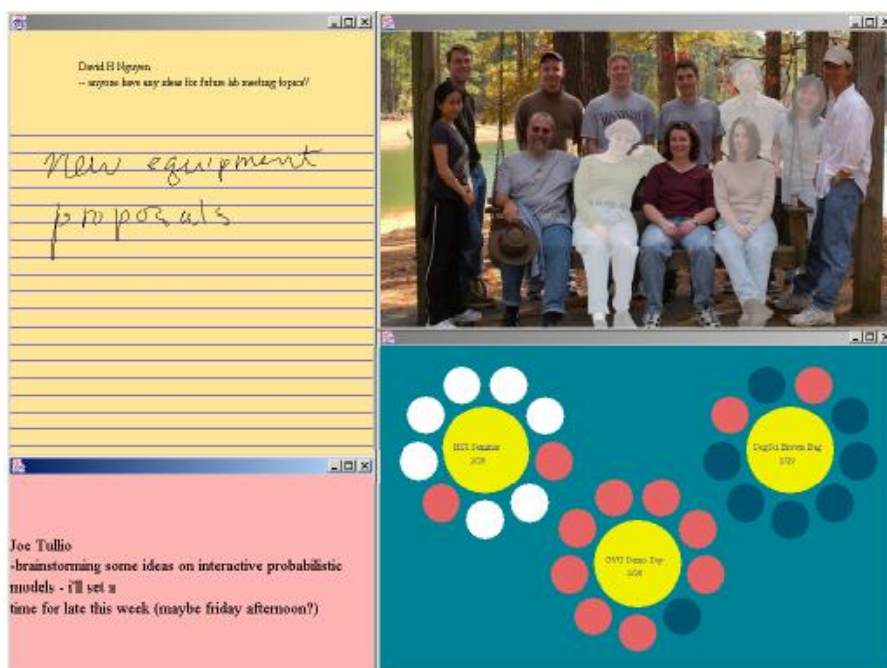 David H Nguyen
-- anyone have any ideas for future lab meeting topics?
new equipment
proposals
Joe Tullio
-brainstorming some ideas on interactive probabilistic
models - i'll set a
time for late this week (maybe friday afternoon?)
Seminar
Brown Bag
GVU Demo Day